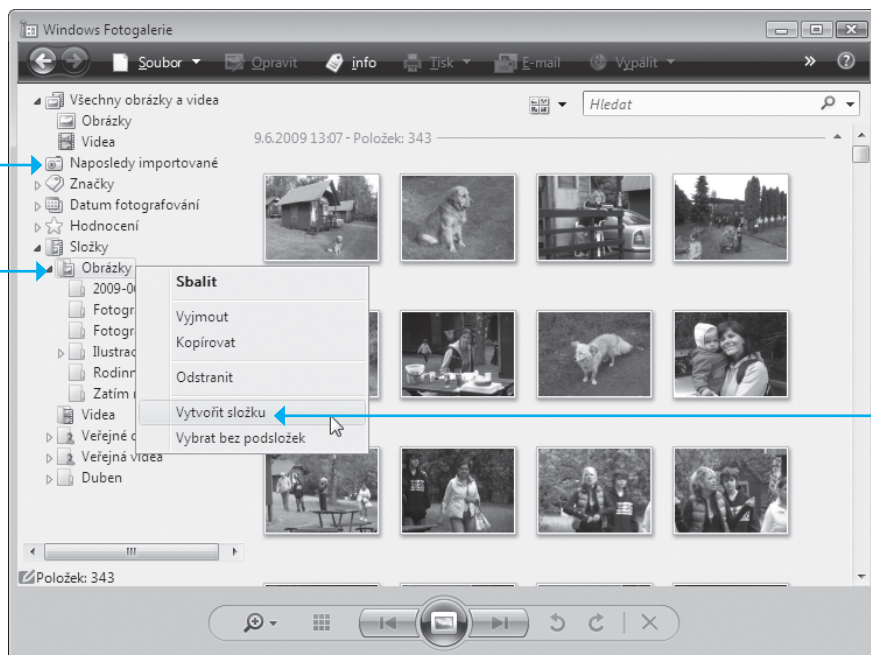 Windows Fotogalerie
Soubor Opravit info Tisk E-mail Vypálit »
Všechny obrázky a videa
Obrázky
Videa
Naposledy importované
Značky
Datum fotografování
Hodnocení
Složky
Obrázky
2009-0
Fotogr
Fotogr
Ilustrac
Rodinn
Zatím
Videa
Veřejné
Veřejná videa
Duben
Položek: 343
Hledat
9.6.2009 13:07 - Položek: 343
Sbalit
Vyjmout
Kopírovat
Odstranit
Vytvořit složku
Vybrat bez podsložek